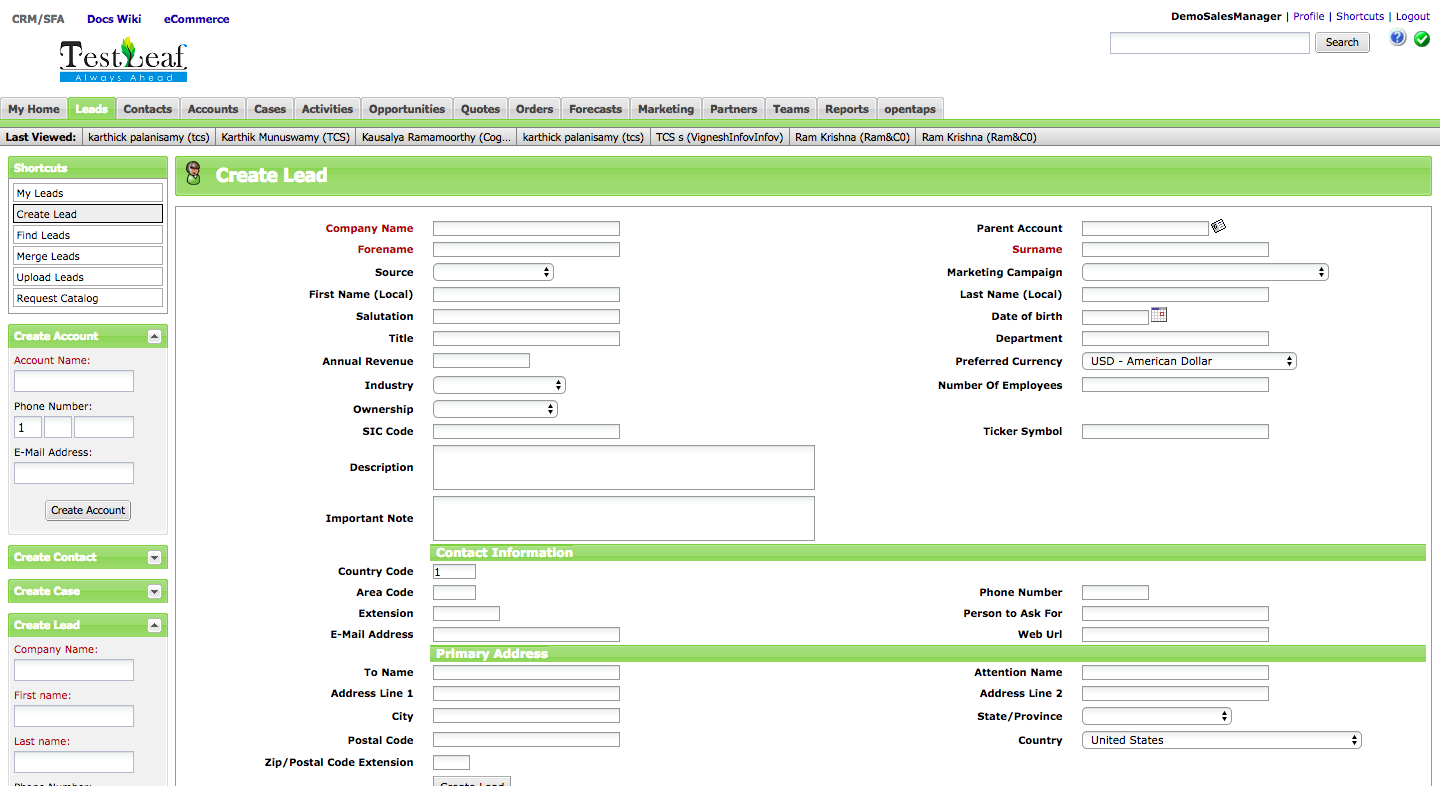 CRM/SFA Docs Wiki eCommerce
DemoSalesManager | Profile | Shortcuts | Logout
TestLeaf
Always Ahead
Search
My Home Leads Contacts Accounts Cases Activities Opportunities Quotes Orders Forecasts Marketing Partners Teams Reports opentaps
Last Viewed: karthick palanisamy (tcs) Karthik Munuswamy (TCS) Kausalya Ramamoorthy (Cog... karthick palanisamy (tcs) TCS s (VigneshInfovInfov) Ram Krishna (Ram&C0) Ram Krishna (Ram&C0)
Shortcuts
My Leads
Create Lead
Find Leads
Merge Leads
Upload Leads
Request Catalog
Create Account
Account Name:
Phone Number:
1
E-Mail Address:
Create Account
Create Contact
Create Case
Create Lead
Company Name:
First name:
Last name:
Phone Number:
Create Lead
Company Name Parent Account
Forename Surname
Source Marketing Campaign
First Name (Local) Last Name (Local)
Salutation Date of birth
Title Department
Annual Revenue Preferred Currency USD - American Dollar
Industry Number Of Employees
Ownership
SIC Code Ticker Symbol
Description
Important Note
Contact Information
Country Code 1
Area Code Phone Number
Extension Person to Ask For
E-Mail Address Web Url
Primary Address
To Name Attention Name
Address Line 1 Address Line 2
City State/Province
Postal Code Country United States
Zip/Postal Code Extension
Create Lead